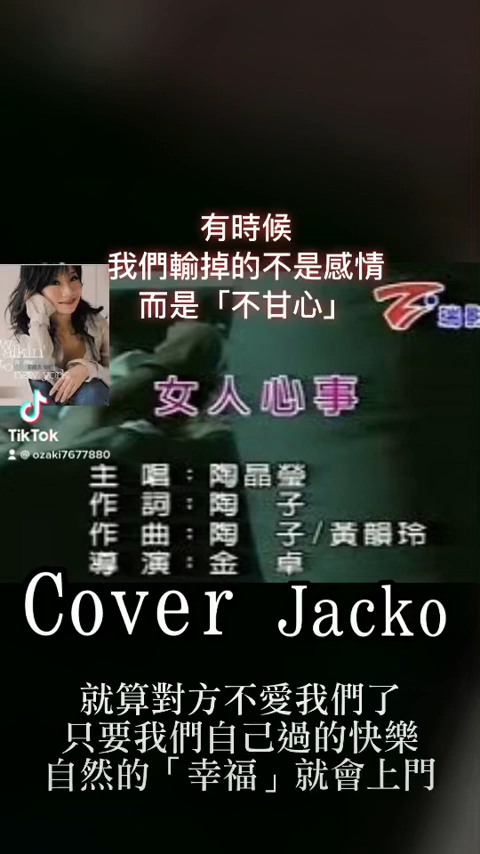 有時候
我們輸掉的不是感情
而是「不甘心」
瑞影
女人心事
主 唱：陶晶瑩
作 詞：陶 子
作 曲：陶 子/黃韻玲
導 演：金 卓
TikTok
@ozaki7677880
Cover Jacko
就算對方不愛我們了
只要我們自己過的快樂
自然的「幸福」就會上門